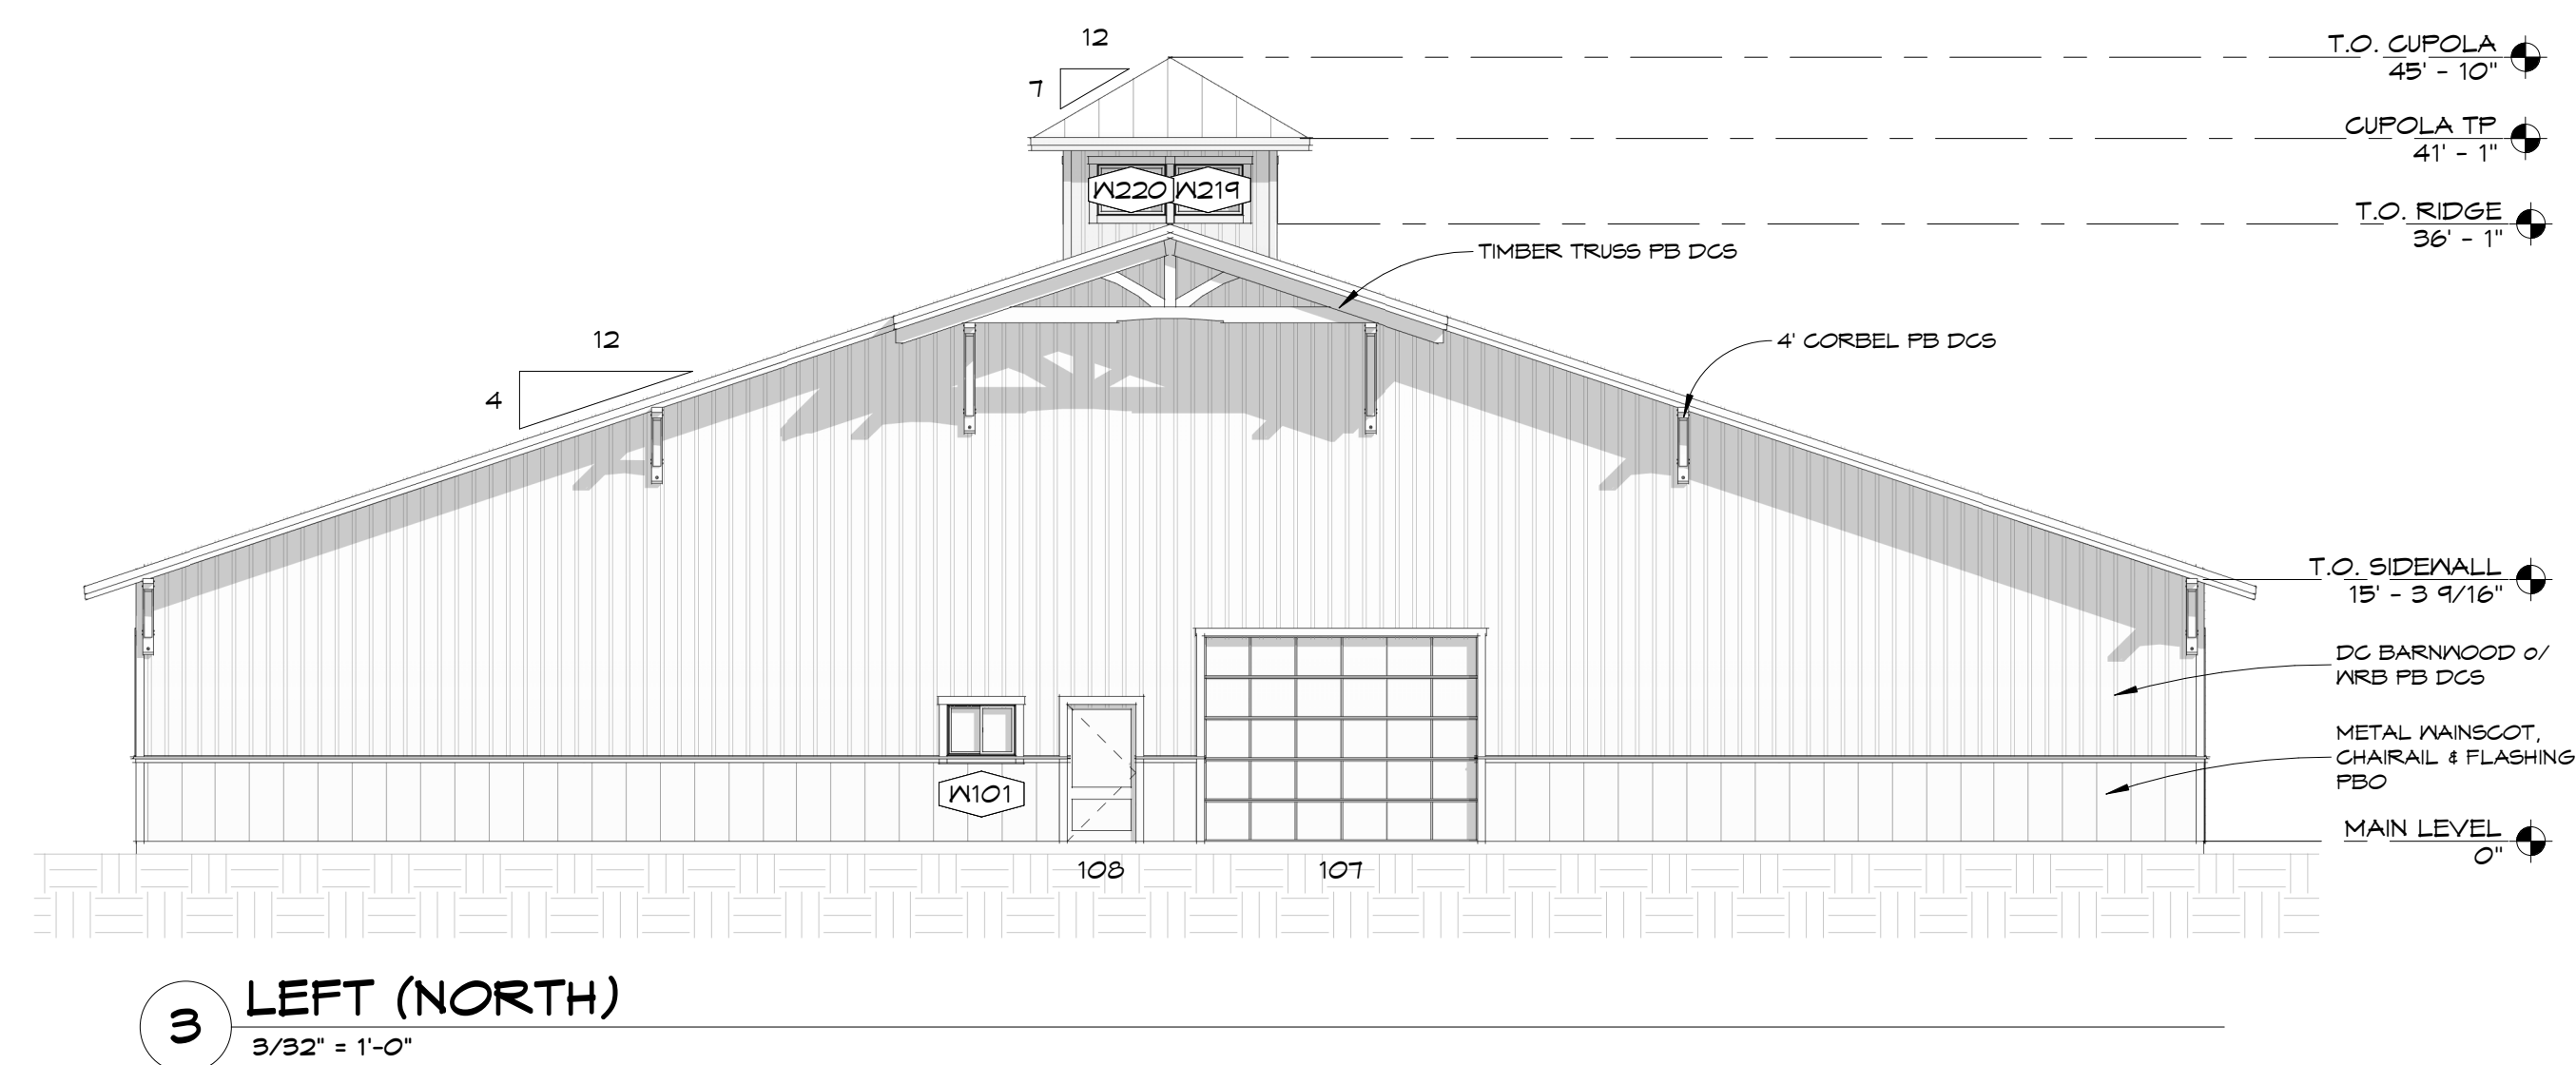 12
7
T.O. CUPOLA
45' - 10"
CUPOLA TP
41' - 1"
W220 W219
T.O. RIDGE
36' - 1"
TIMBER TRUSS PB DCS
12
4
4' CORBEL PB DCS
T.O. SIDEWALL
15' - 3 9/16"
DC BARNWOOD o/
WRB PB DCS
METAL WAINSCOT,
CHAIRAIL & FLASHING
PBO
W101
MAIN LEVEL
0"
108
107
3
LEFT (NORTH)
3/32" = 1'-0"